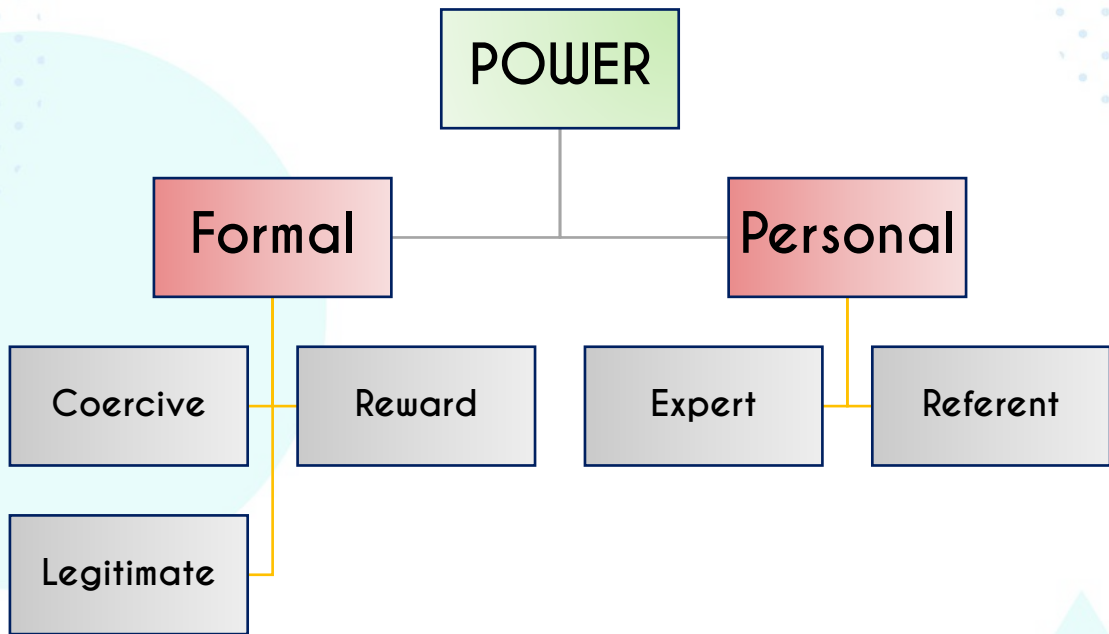 POWER
Formal
Personal
Coercive
Reward
Expert
Referent
Legitimate